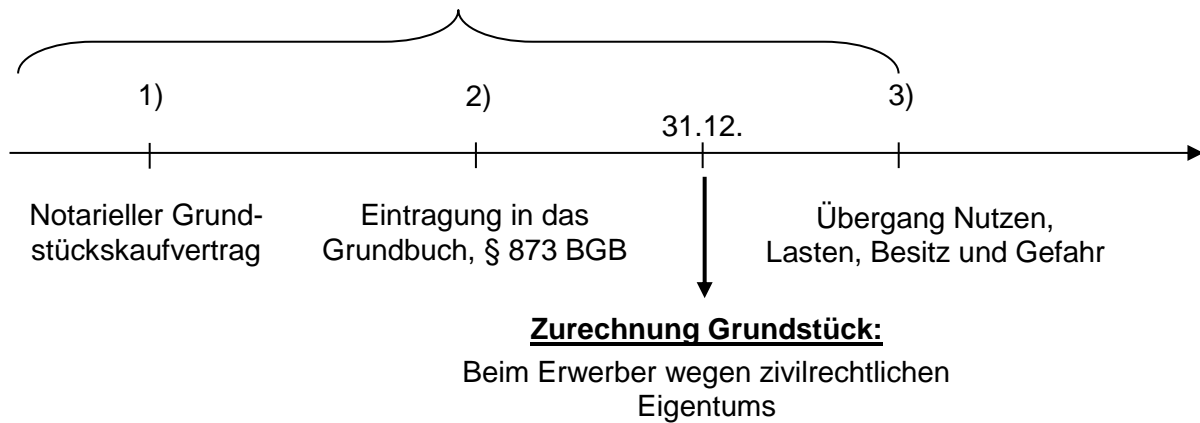 1)
2)
3)
31.12.
Notarieller Grund-
stückskaufvertrag
Eintragung in das
Grundbuch, § 873 BGB
Übergang Nutzen,
Lasten, Besitz und Gefahr
Zurechnung Grundstück:
Beim Erwerber wegen zivilrechtlichen
Eigentums